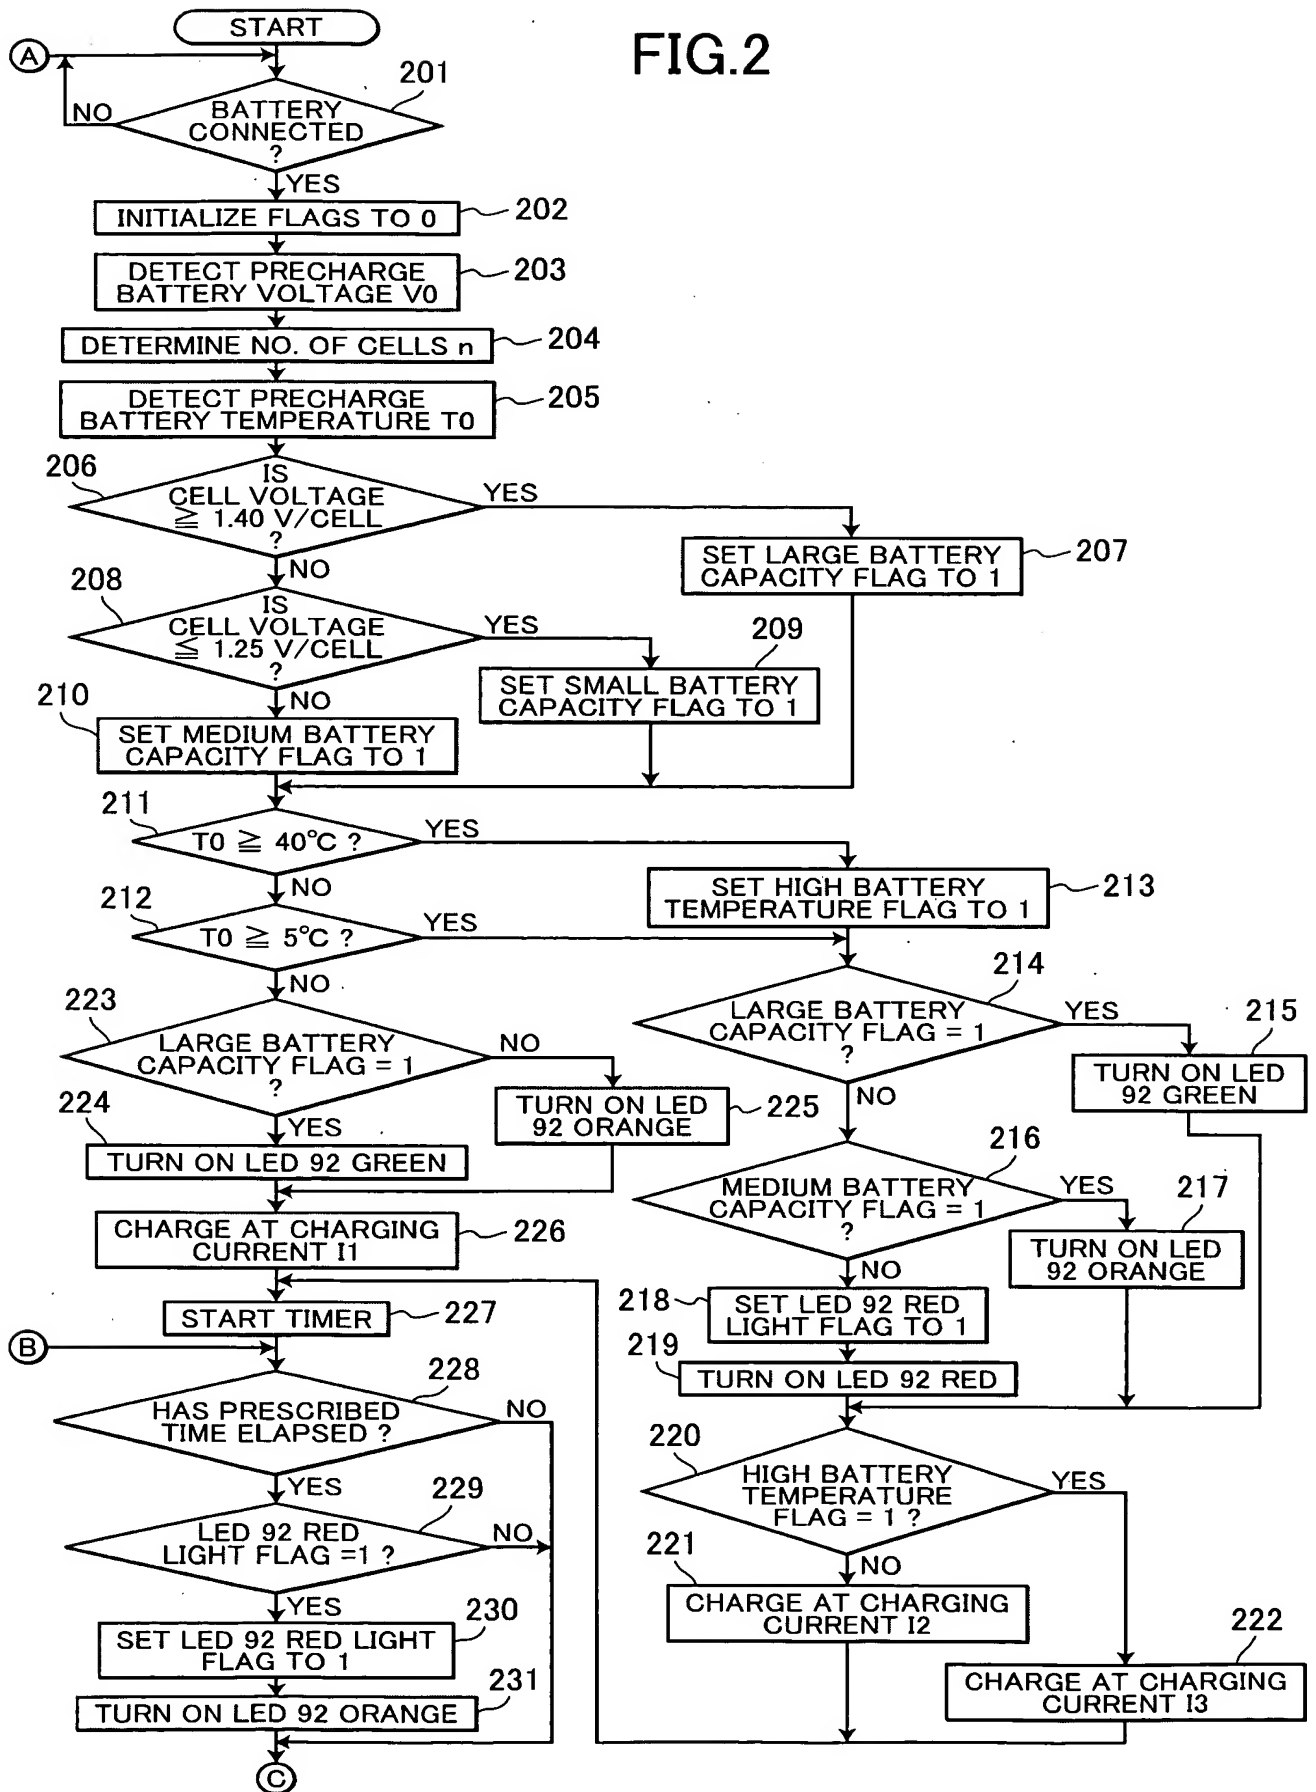 FIG.2
START
A
201
NO
BATTERY
CONNECTED
?
YES
INITIALIZE FLAGS TO 0
202
DETECT PRECHARGE
BATTERY VOLTAGE V0
203
DETERMINE NO. OF CELLS n
204
DETECT PRECHARGE
BATTERY TEMPERATURE T0
205
206
IS
CELL VOLTAGE
≧ 1.40 V/CELL
?
YES
NO
SET LARGE BATTERY
CAPACITY FLAG TO 1
207
208
IS
CELL VOLTAGE
≦ 1.25 V/CELL
?
YES
NO
209
SET SMALL BATTERY
CAPACITY FLAG TO 1
210
SET MEDIUM BATTERY
CAPACITY FLAG TO 1
211
T0 ≧ 40°C ?
YES
NO
212
T0 ≧ 5°C ?
YES
NO
SET HIGH BATTERY
TEMPERATURE FLAG TO 1
213
214
LARGE BATTERY
CAPACITY FLAG = 1
?
YES
NO
215
TURN ON LED
92 GREEN
223
LARGE BATTERY
CAPACITY FLAG = 1
?
NO
YES
224
TURN ON LED 92 GREEN
TURN ON LED
92 ORANGE
225
216
MEDIUM BATTERY
CAPACITY FLAG = 1
?
YES
NO
217
TURN ON LED
92 ORANGE
CHARGE AT CHARGING
CURRENT I1
226
218
SET LED 92 RED
LIGHT FLAG TO 1
219
TURN ON LED 92 RED
START TIMER
227
B
228
HAS PRESCRIBED
TIME ELAPSED ?
NO
YES
220
HIGH BATTERY
TEMPERATURE
FLAG = 1 ?
YES
NO
229
LED 92 RED
LIGHT FLAG =1 ?
NO
YES
221
CHARGE AT CHARGING
CURRENT I2
222
CHARGE AT CHARGING
CURRENT I3
230
SET LED 92 RED LIGHT
FLAG TO 1
231
TURN ON LED 92 ORANGE
C